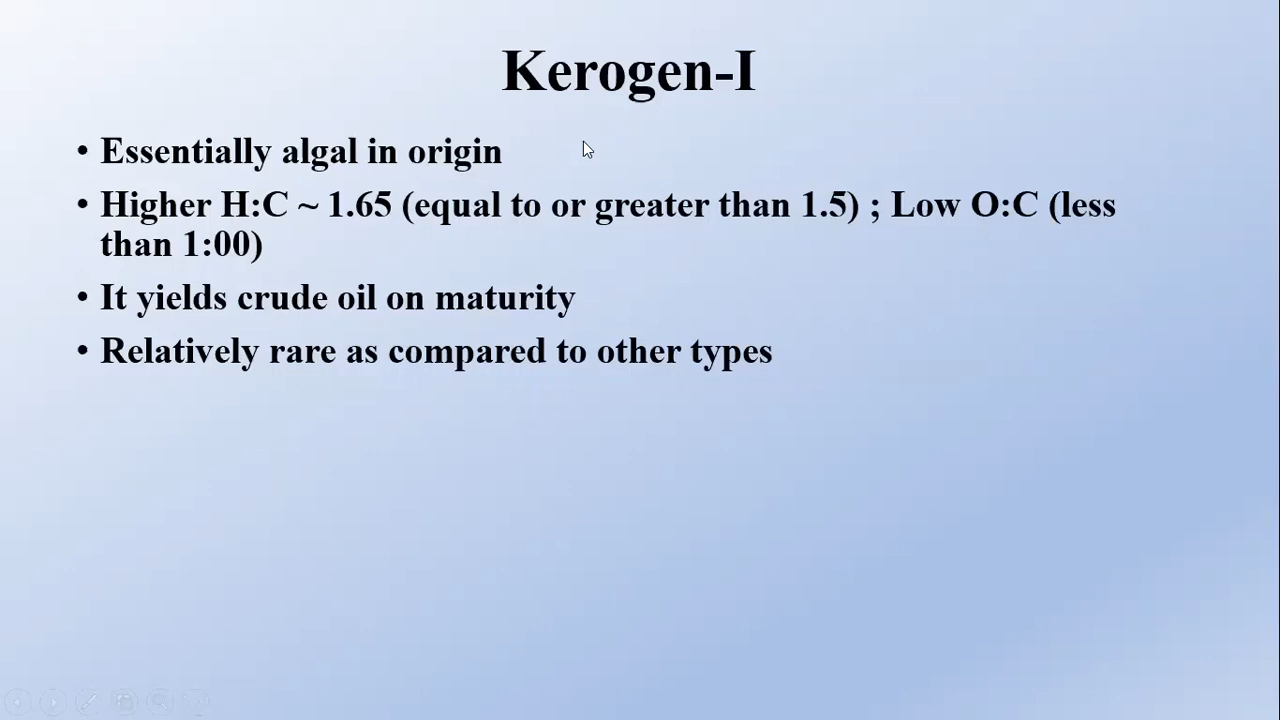 Kerogen-I
• Essentially algal in origin
• Higher H:C ~ 1.65 (equal to or greater than 1.5) ; Low O:C (less
than 1:00)
• It yields crude oil on maturity
• Relatively rare as compared to other types